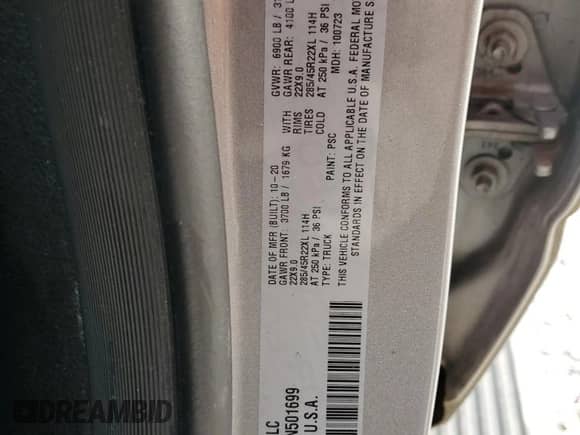 DATE OF MFR (BUILT): 10-20 GVWR: 6900 LB / 31
GAWR FRONT: 3700 LB / 1679 KG WITH GAWR REAR: 4100 L
22X9.0 RIMS 22X9.0
285/45R22XL 114H TIRES 285/45R22XL 114H
AT 250 kPa / 36 PSI COLD AT 250 kPa / 36 PSI
TYPE: TRUCK PAINT: PSC MDH: 100723
THIS VEHICLE CONFORMS TO ALL APPLICABLE U.S.A. FEDERAL MO
STANDARDS IN EFFECT ON THE DATE OF MANUFACTURE S
LC
N501699
U.S.A.
DREAMBID